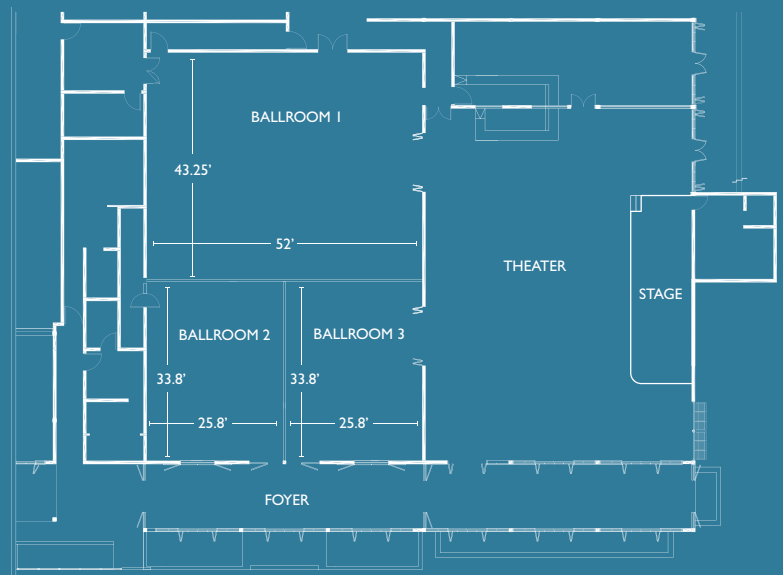 BALLROOM 1
43.25'
52'
THEATER
STAGE
BALLROOM 2
BALLROOM 3
33.8'
33.8'
25.8'
25.8'
FOYER